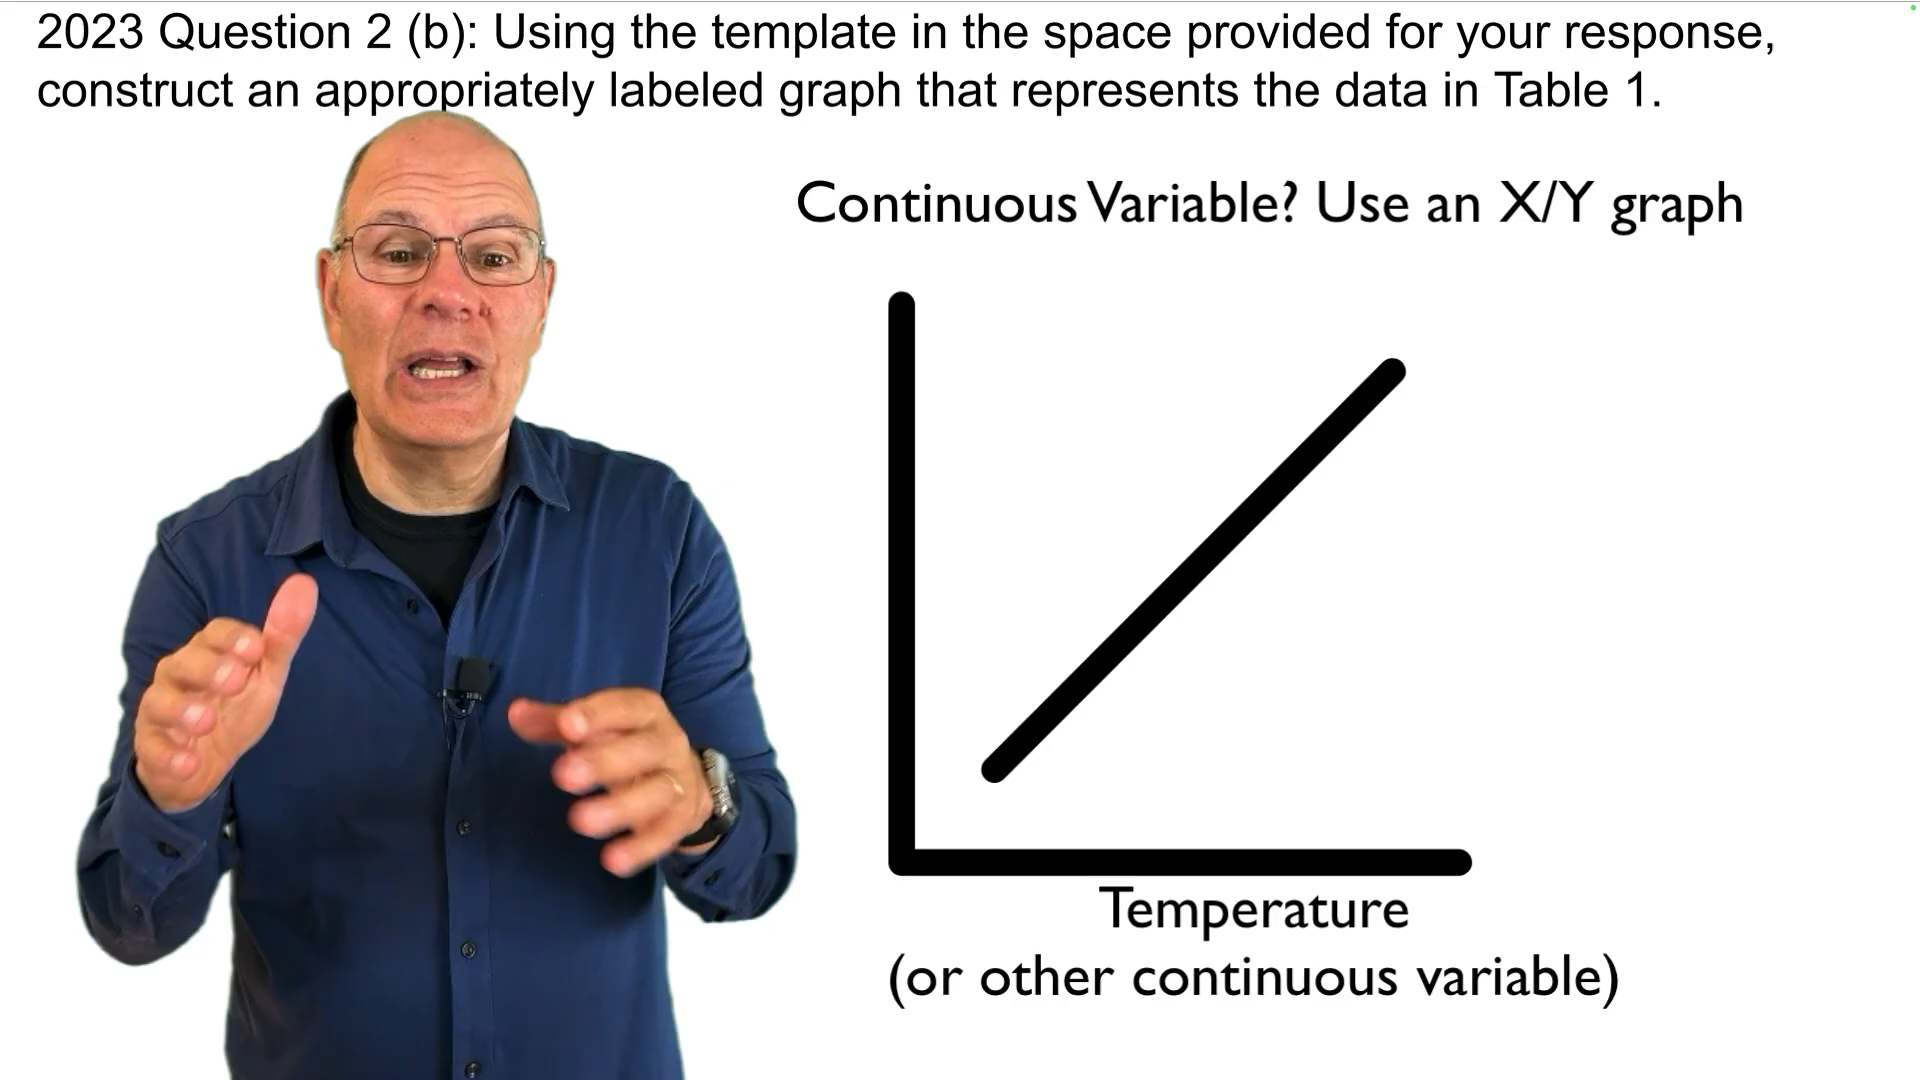 2023 Question 2 (b): Using the template in the space provided for your response,
construct an appropriately labeled graph that represents the data in Table 1.
Continuous Variable? Use an X/Y graph
Temperature
(or other continuous variable)